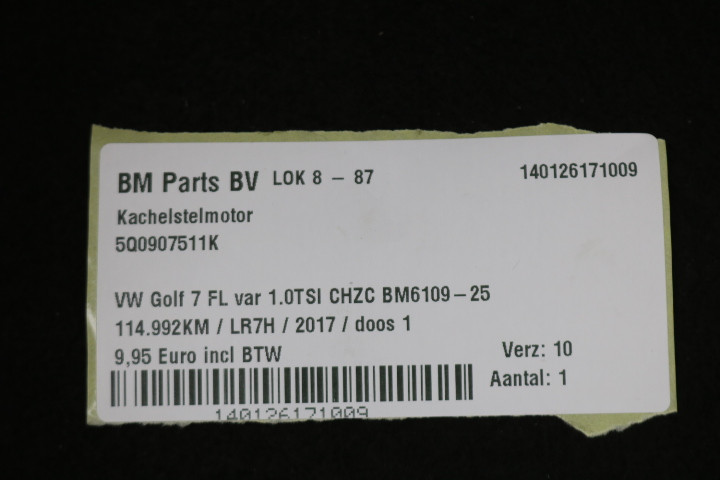 BM Parts BV LOK 8 - 87 140126171009
Kachelstelmotor
5Q0907511K
VW Golf 7 FL var 1.0TSI CHZC BM6109-25
114.992KM / LR7H / 2017 / doos 1
9,95 Euro incl BTW Verz: 10
Aantal: 1
140126171009